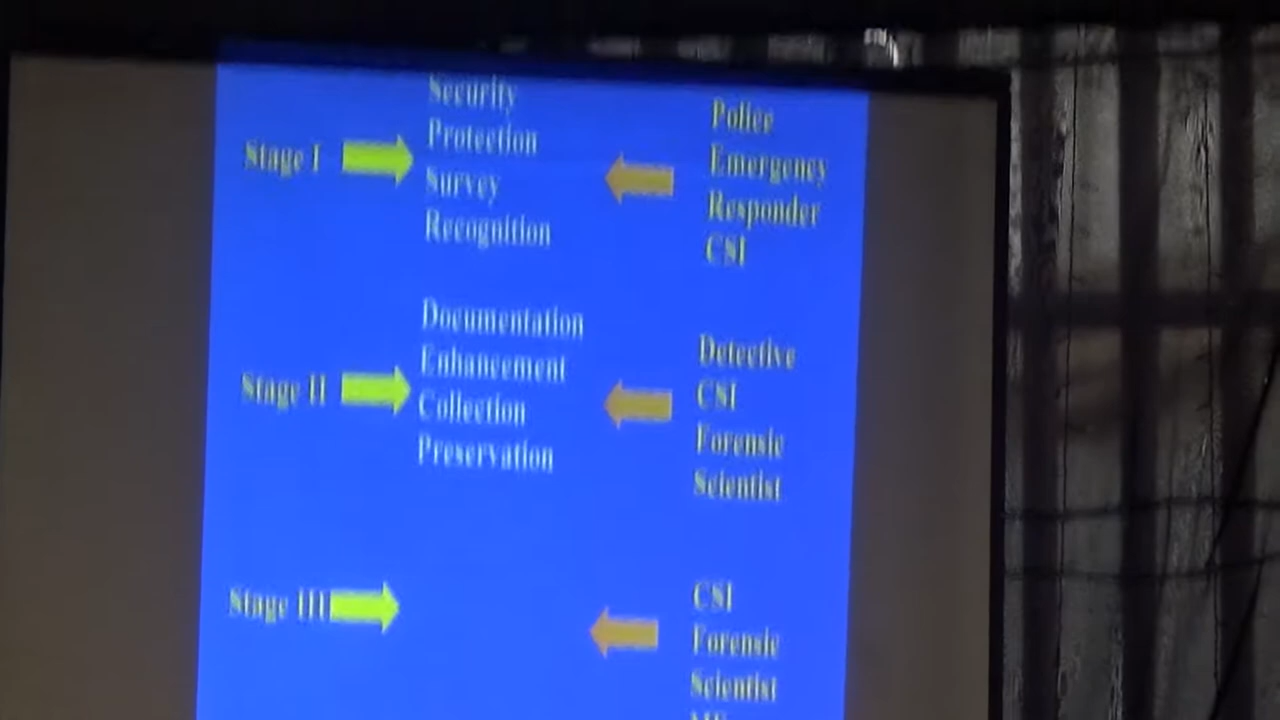 Stage I
Security
Protection
Survey
Recognition
Police
Emergency
Responder
CSI
Stage II
Documentation
Enhancement
Collection
Preservation
Detective
CSI
Forensic
Scientist
Stage III
CSI
Forensic
Scientist